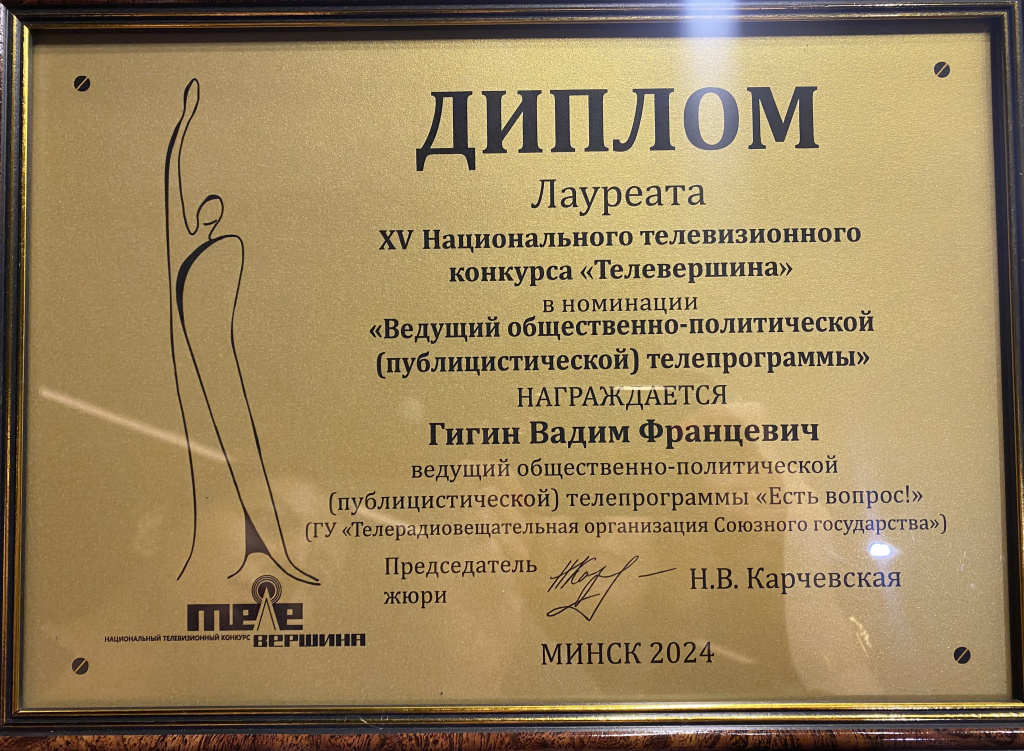 ДИПЛОМ
Лауреата
XV Национального телевизионного
конкурса «Телевершина»
в номинации
«Ведущий общественно-политической
(публицистической) телепрограммы»
НАГРАЖДАЕТСЯ
Гигин Вадим Францевич
ведущий общественно-политической
(публицистической) телепрограммы «Есть вопрос!»
(ГУ «Телерадиовещательная организация Союзного государства»)
Председатель
жюри
Н.В. Карчевская
теле
НАЦИОНАЛЬНЫЙ ТЕЛЕВИЗИОННЫЙ КОНКУРС ВЕРШИНА
МИНСК 2024